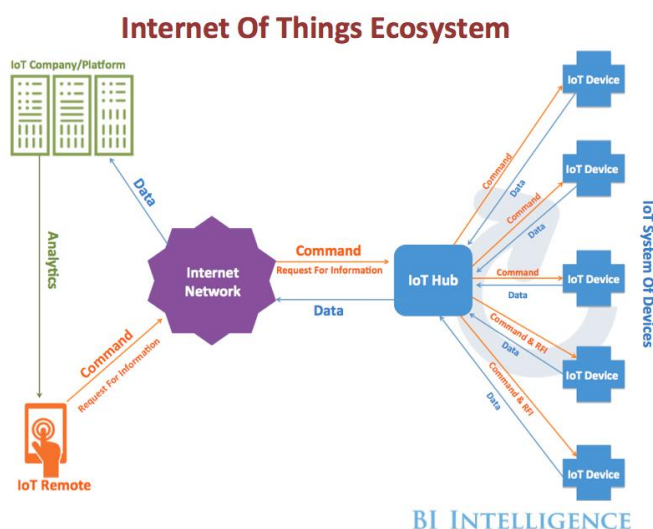 Internet Of Things Ecosystem
IoT Company/Platform
Data
Analytics
Internet
Network
Command
Request For Information
IoT Remote
Command
Request For Information
Data
IoT Hub
Command
Data
Command
Data
Command
Data
Command & RFI
Data
Command & RFI
Data
IoT Device
IoT Device
IoT Device
IoT Device
IoT Device
IoT System Of Devices
BI INTELLIGENCE